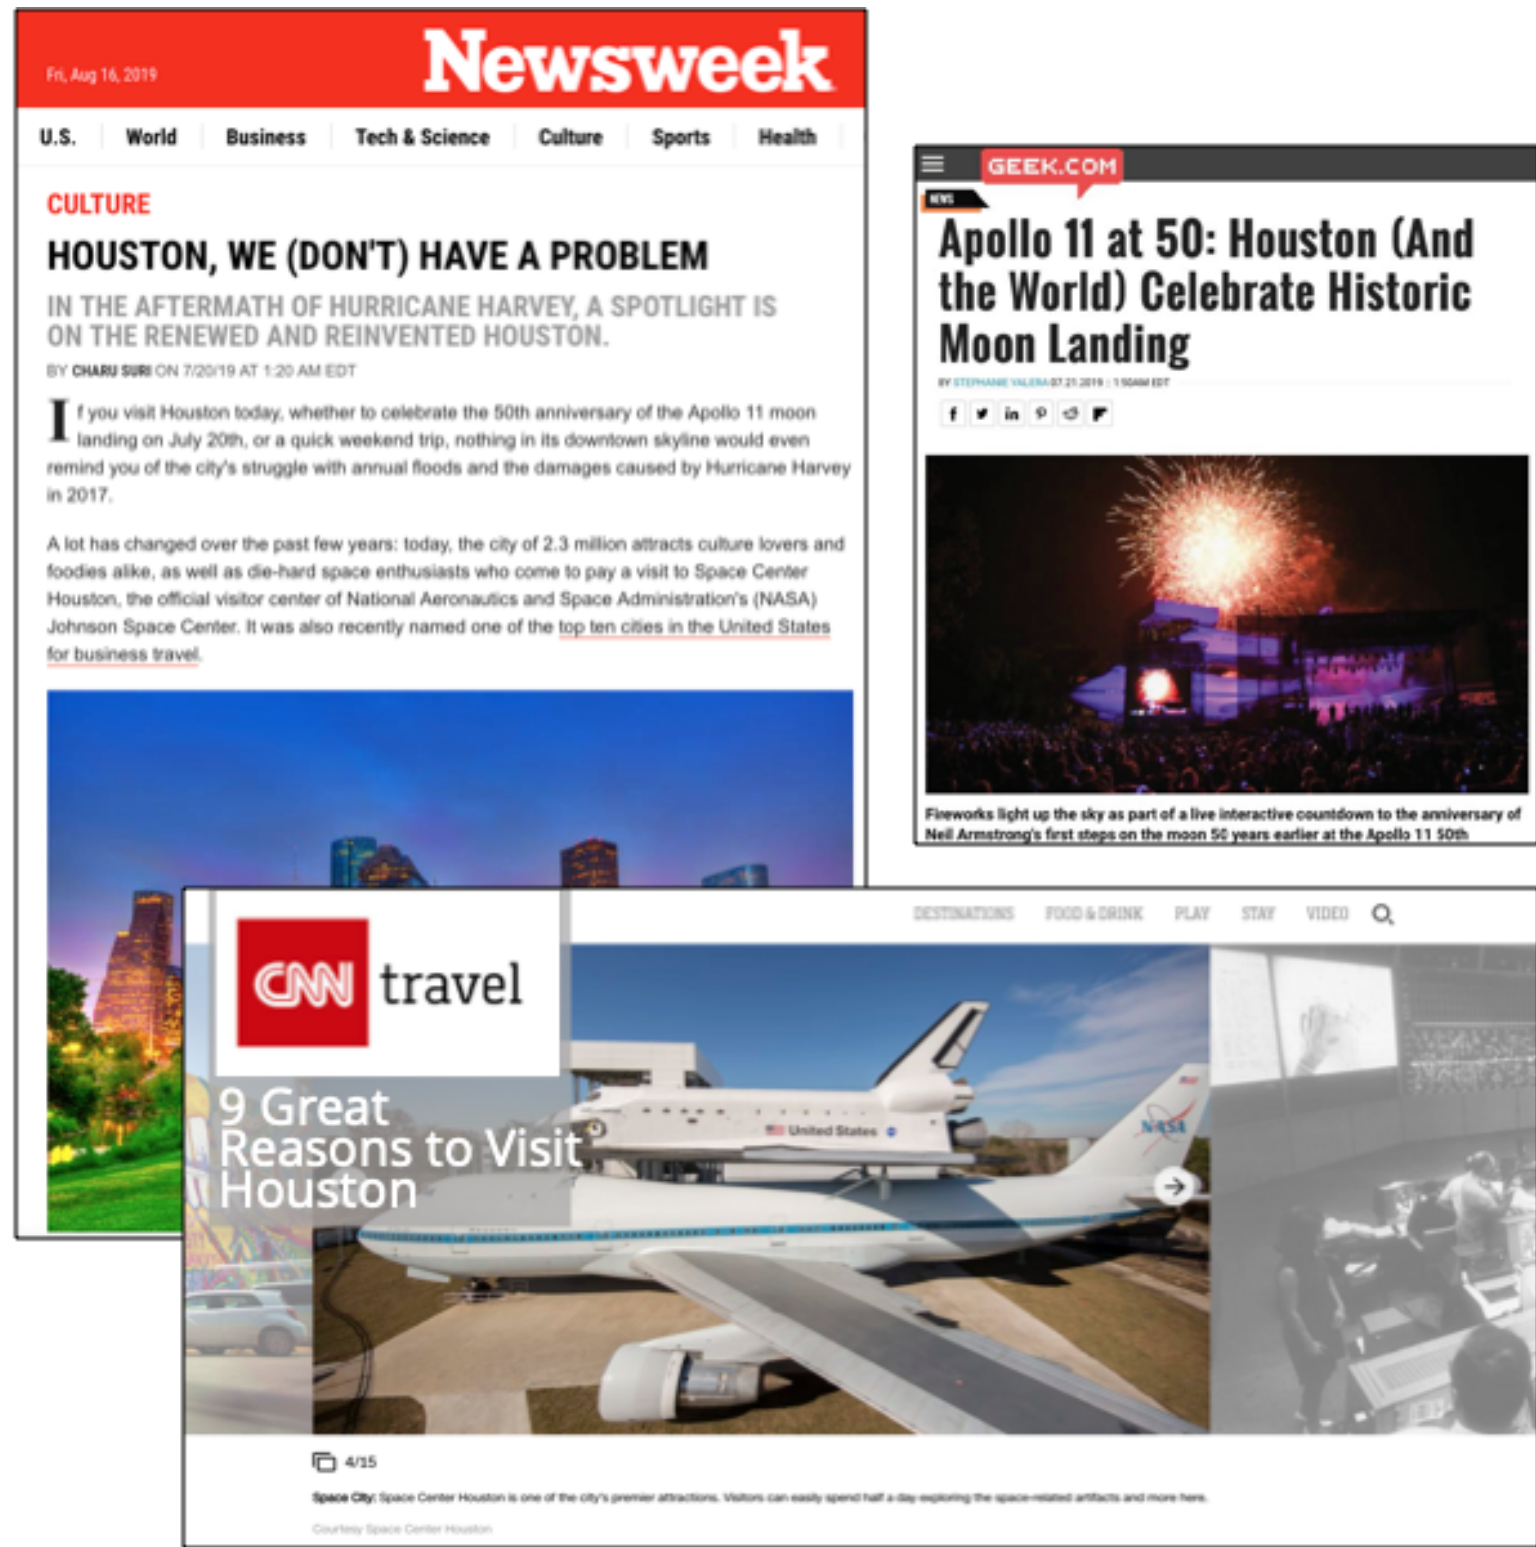 Fri, Aug 16, 2019
Newsweek
U.S. World Business Tech & Science Culture Sports Health
CULTURE
HOUSTON, WE (DON'T) HAVE A PROBLEM
IN THE AFTERMATH OF HURRICANE HARVEY, A SPOTLIGHT IS
ON THE RENEWED AND REINVENTED HOUSTON.
BY CHARU SURI ON 7/20/19 AT 1:20 AM EDT
If you visit Houston today, whether to celebrate the 50th anniversary of the Apollo 11 moon
landing on July 20th, or a quick weekend trip, nothing in its downtown skyline would even
remind you of the city's struggle with annual floods and the damages caused by Hurricane Harvey
in 2017.
A lot has changed over the past few years: today, the city of 2.3 million attracts culture lovers and
foodies alike, as well as die-hard space enthusiasts who come to pay a visit to Space Center
Houston, the official visitor center of National Aeronautics and Space Administration's (NASA)
Johnson Space Center. It was also recently named one of the top ten cities in the United States
for business travel.
GEEK.COM
NEWS
Apollo 11 at 50: Houston (And
the World) Celebrate Historic
Moon Landing
BY STEPHANIE VALERA 07.21.2019 :: 1:50AM EDT
Fireworks light up the sky as part of a live interactive countdown to the anniversary of
Neil Armstrong's first steps on the moon 50 years earlier at the Apollo 11 50th
DESTINATIONS FOOD & DRINK PLAY STAY VIDEO
CNN travel
9 Great
Reasons to Visit
Houston
United States
NASA
4/15
Space City: Space Center Houston is one of the city's premier attractions. Visitors can easily spend half a day exploring the space-related artifacts and more here.
Courtesy Space Center Houston